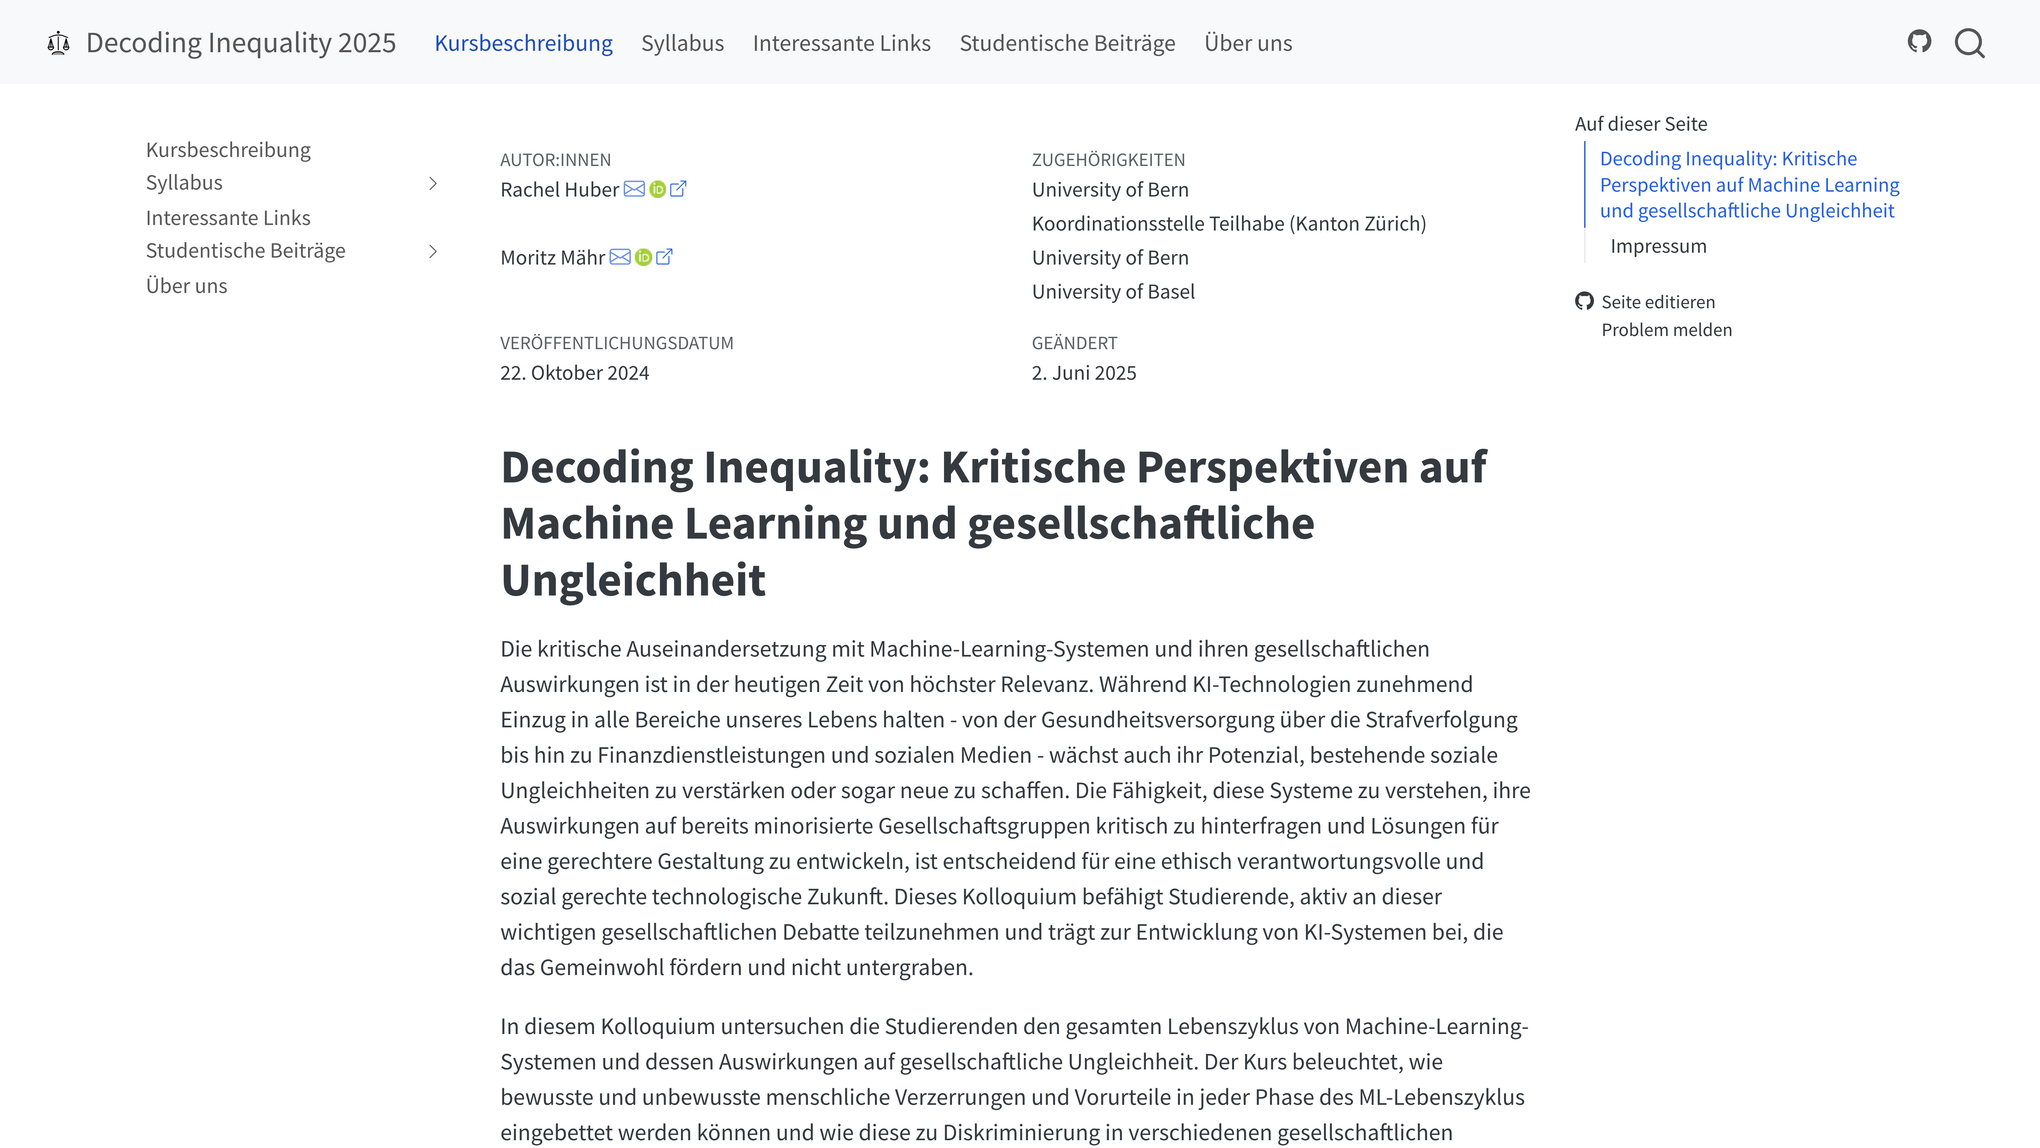 Decoding Inequality 2025 Kursbeschreibung Syllabus Interessante Links Studentische Beiträge Über uns
Kursbeschreibung
Syllabus
Interessante Links
Studentische Beiträge
Über uns
AUTOR:INNEN
Rachel Huber
Moritz Mähr
ZUGEHÖRIGKEITEN
University of Bern
Koordinationsstelle Teilhabe (Kanton Zürich)
University of Bern
University of Basel
VERÖFFENTLICHUNGSDATUM
22. Oktober 2024
GEÄNDERT
2. Juni 2025
Decoding Inequality: Kritische Perspektiven auf
Machine Learning und gesellschaftliche
Ungleichheit
Die kritische Auseinandersetzung mit Machine-Learning-Systemen und ihren gesellschaftlichen
Auswirkungen ist in der heutigen Zeit von höchster Relevanz. Während KI-Technologien zunehmend
Einzug in alle Bereiche unseres Lebens halten - von der Gesundheitsversorgung über die Strafverfolgung
bis hin zu Finanzdienstleistungen und sozialen Medien - wächst auch ihr Potenzial, bestehende soziale
Ungleichheiten zu verstärken oder sogar neue zu schaffen. Die Fähigkeit, diese Systeme zu verstehen, ihre
Auswirkungen auf bereits minorisierte Gesellschaftsgruppen kritisch zu hinterfragen und Lösungen für
eine gerechtere Gestaltung zu entwickeln, ist entscheidend für eine ethisch verantwortungsvolle und
sozial gerechte technologische Zukunft. Dieses Kolloquium befähigt Studierende, aktiv an dieser
wichtigen gesellschaftlichen Debatte teilzunehmen und trägt zur Entwicklung von KI-Systemen bei, die
das Gemeinwohl fördern und nicht untergraben.
In diesem Kolloquium untersuchen die Studierenden den gesamten Lebenszyklus von Machine-Learning-
Systemen und dessen Auswirkungen auf gesellschaftliche Ungleichheit. Der Kurs beleuchtet, wie
bewusste und unbewusste menschliche Verzerrungen und Vorurteile in jeder Phase des ML-Lebenszyklus
eingebettet werden können und wie diese zu Diskriminierung in verschiedenen gesellschaftlichen
Auf dieser Seite
Decoding Inequality: Kritische
Perspektiven auf Machine Learning
und gesellschaftliche Ungleichheit
Impressum
Seite editieren
Problem melden